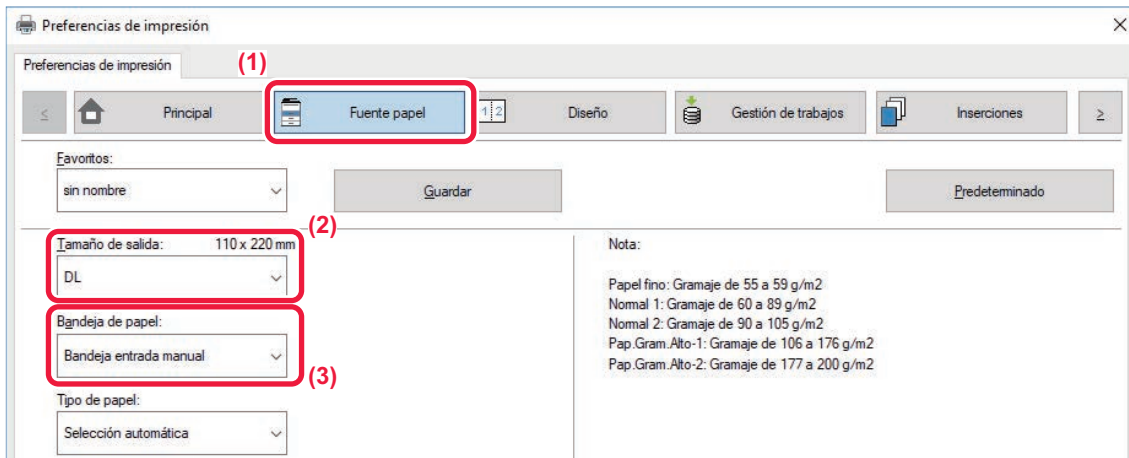 Preferencias de impresión
Preferencias de impresión
(1)
≤
Principal
Fuente papel
1 2
Diseño
Gestión de trabajos
Inserciones
≥
Favoritos:
sin nombre
Guardar
Predeterminado
(2)
Tamaño de salida: 110 x 220 mm
DL
Bandeja de papel:
Bandeja entrada manual
(3)
Tipo de papel:
Selección automática
Nota:
Papel fino: Gramaje de 55 a 59 g/m2
Normal 1: Gramaje de 60 a 89 g/m2
Normal 2: Gramaje de 90 a 105 g/m2
Pap.Gram.Alto-1: Gramaje de 106 a 176 g/m2
Pap.Gram.Alto-2: Gramaje de 177 a 200 g/m2